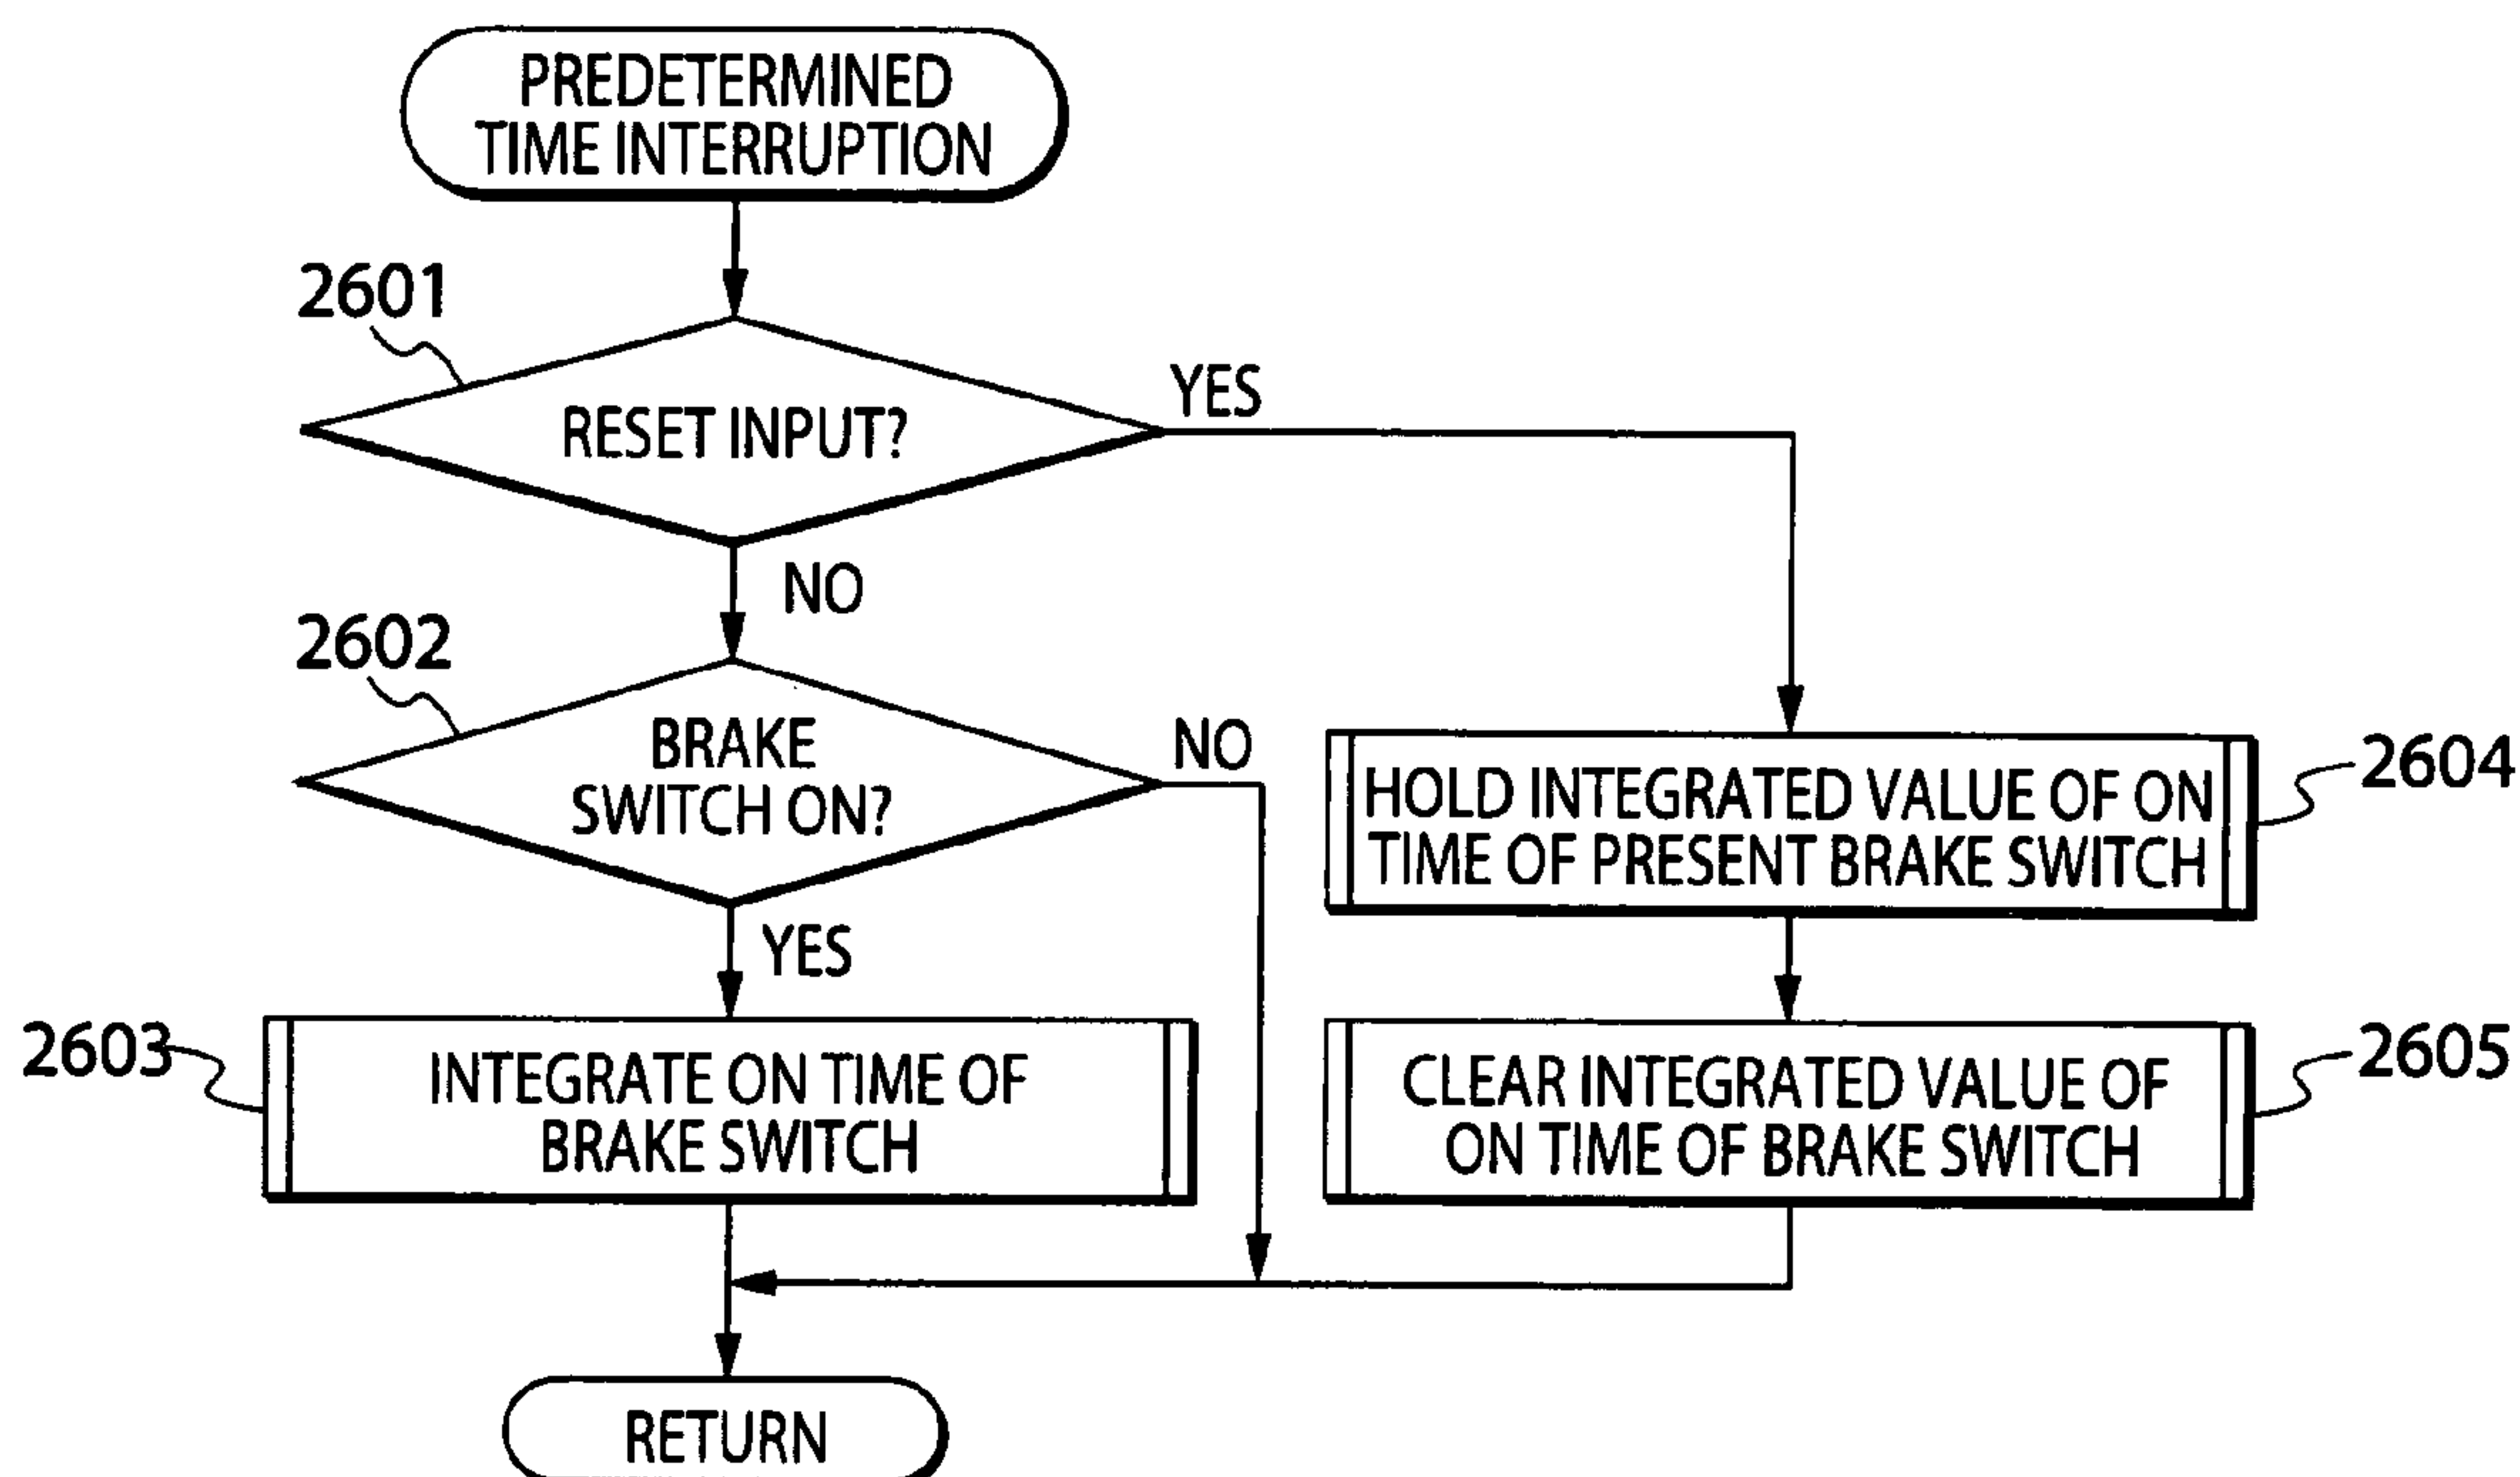 PREDETERMINED
TIME INTERRUPTION
2601
RESET INPUT?
YES
NO
2602
BRAKE
SWITCH ON?
NO
YES
HOLD INTEGRATED VALUE OF ON
TIME OF PRESENT BRAKE SWITCH
2604
2603
INTEGRATE ON TIME OF
BRAKE SWITCH
CLEAR INTEGRATED VALUE OF
ON TIME OF BRAKE SWITCH
2605
RETURN